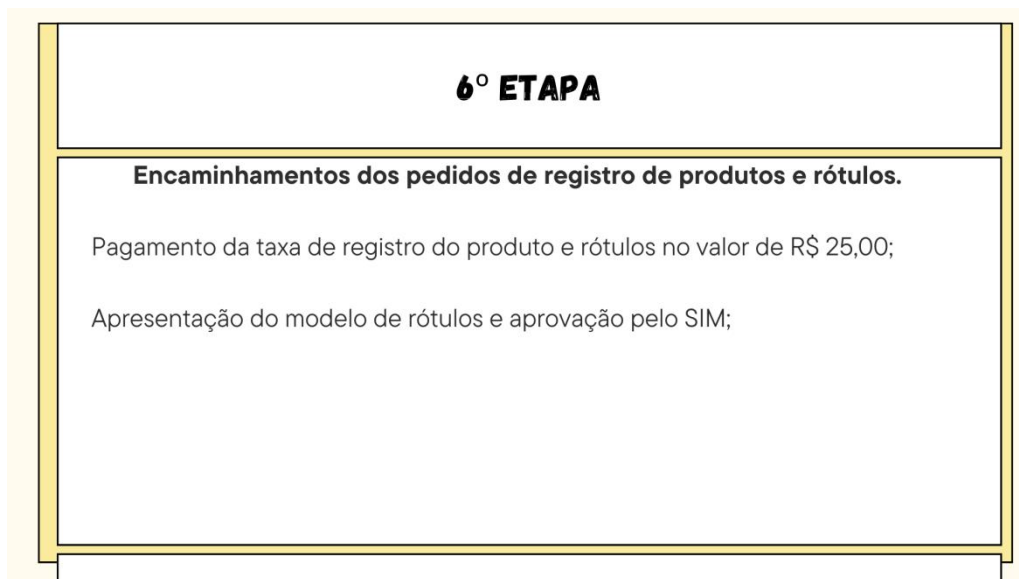 6º ETAPA
Encaminhamentos dos pedidos de registro de produtos e rótulos.
Pagamento da taxa de registro do produto e rótulos no valor de R$ 25,00;
Apresentação do modelo de rótulos e aprovação pelo SIM;